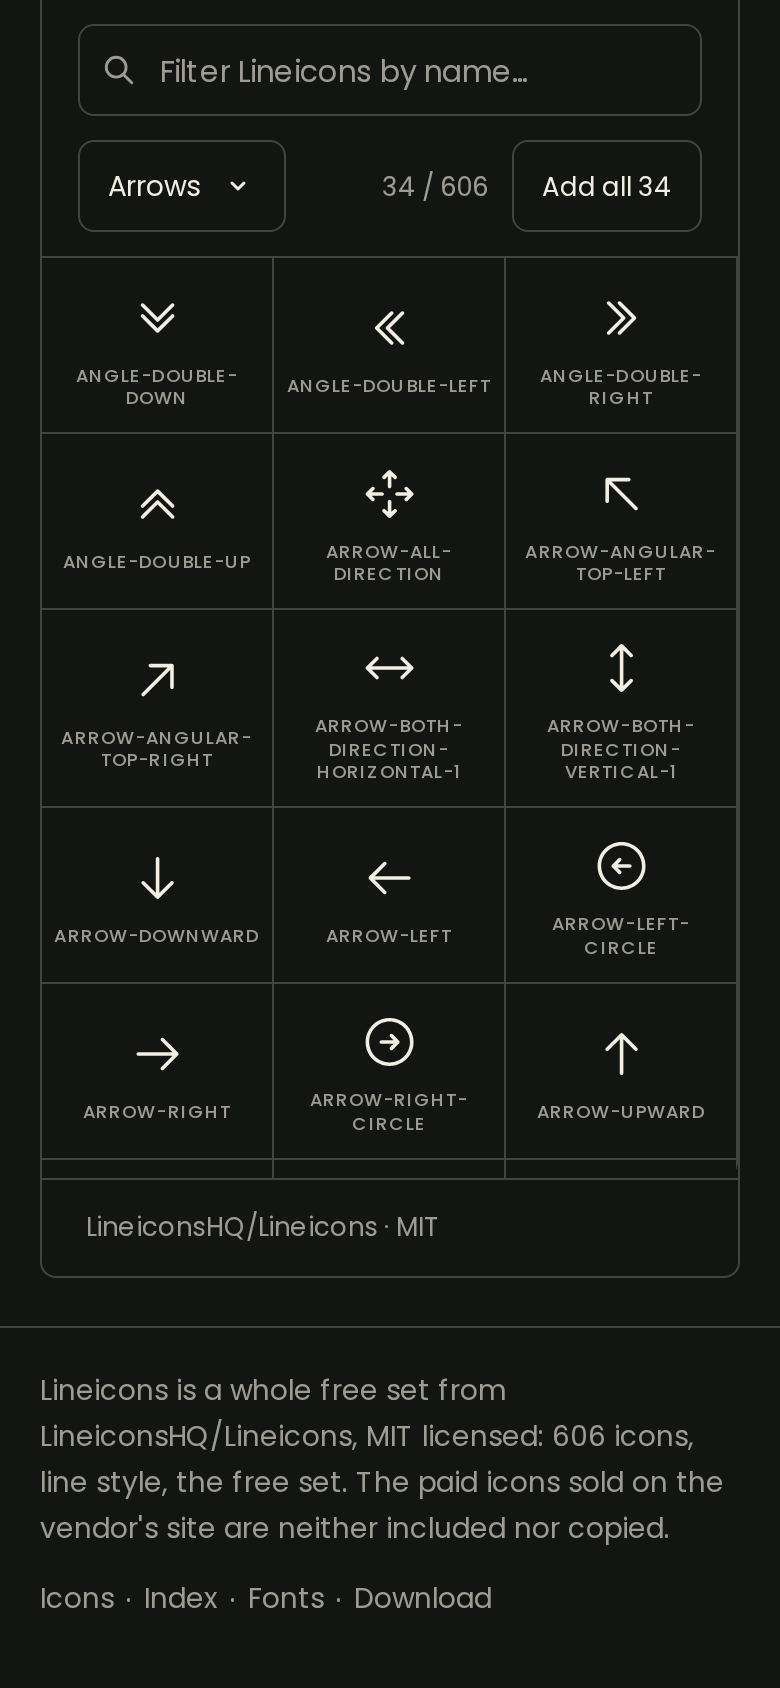 Filter Lineicons by name...
Arrows
34 / 606
Add all 34
ANGLE-DOUBLE-
DOWN
ANGLE-DOUBLE-LEFT
ANGLE-DOUBLE-
RIGHT
ANGLE-DOUBLE-UP
ARROW-ALL-
DIRECTION
ARROW-ANGULAR-
TOP-LEFT
ARROW-ANGULAR-
TOP-RIGHT
ARROW-BOTH-
DIRECTION-
HORIZONTAL-1
ARROW-BOTH-
DIRECTION-
VERTICAL-1
ARROW-DOWNWARD
ARROW-LEFT
ARROW-LEFT-
CIRCLE
ARROW-RIGHT
ARROW-RIGHT-
CIRCLE
ARROW-UPWARD
LineiconsHQ/Lineicons · MIT
Lineicons is a whole free set from
LineiconsHQ/Lineicons, MIT licensed: 606 icons,
line style, the free set. The paid icons sold on the
vendor's site are neither included nor copied.
Icons · Index · Fonts · Download